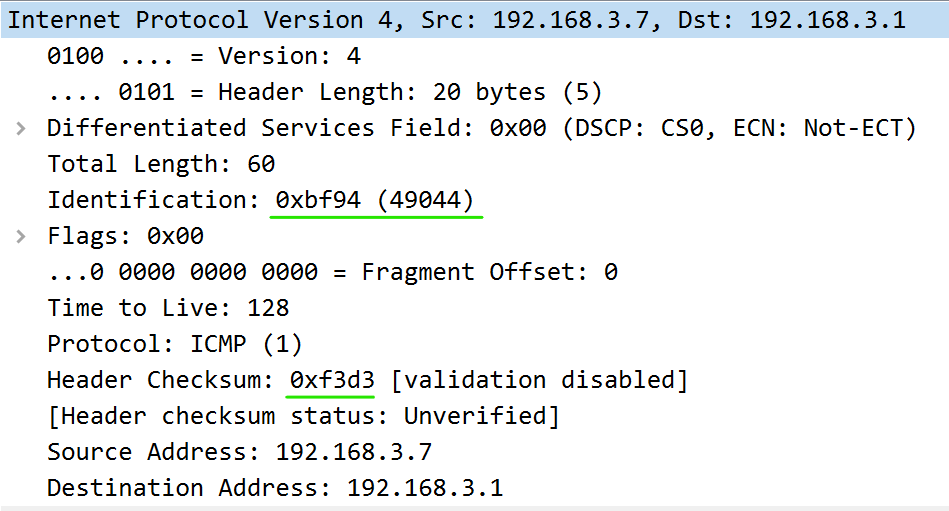 Internet Protocol Version 4, Src: 192.168.3.7, Dst: 192.168.3.1
0100 .... = Version: 4
.... 0101 = Header Length: 20 bytes (5)
Differentiated Services Field: 0x00 (DSCP: CS0, ECN: Not-ECT)
Total Length: 60
Identification: 0xbf94 (49044)
Flags: 0x00
...0 0000 0000 0000 = Fragment Offset: 0
Time to Live: 128
Protocol: ICMP (1)
Header Checksum: 0xf3d3 [validation disabled]
[Header checksum status: Unverified]
Source Address: 192.168.3.7
Destination Address: 192.168.3.1